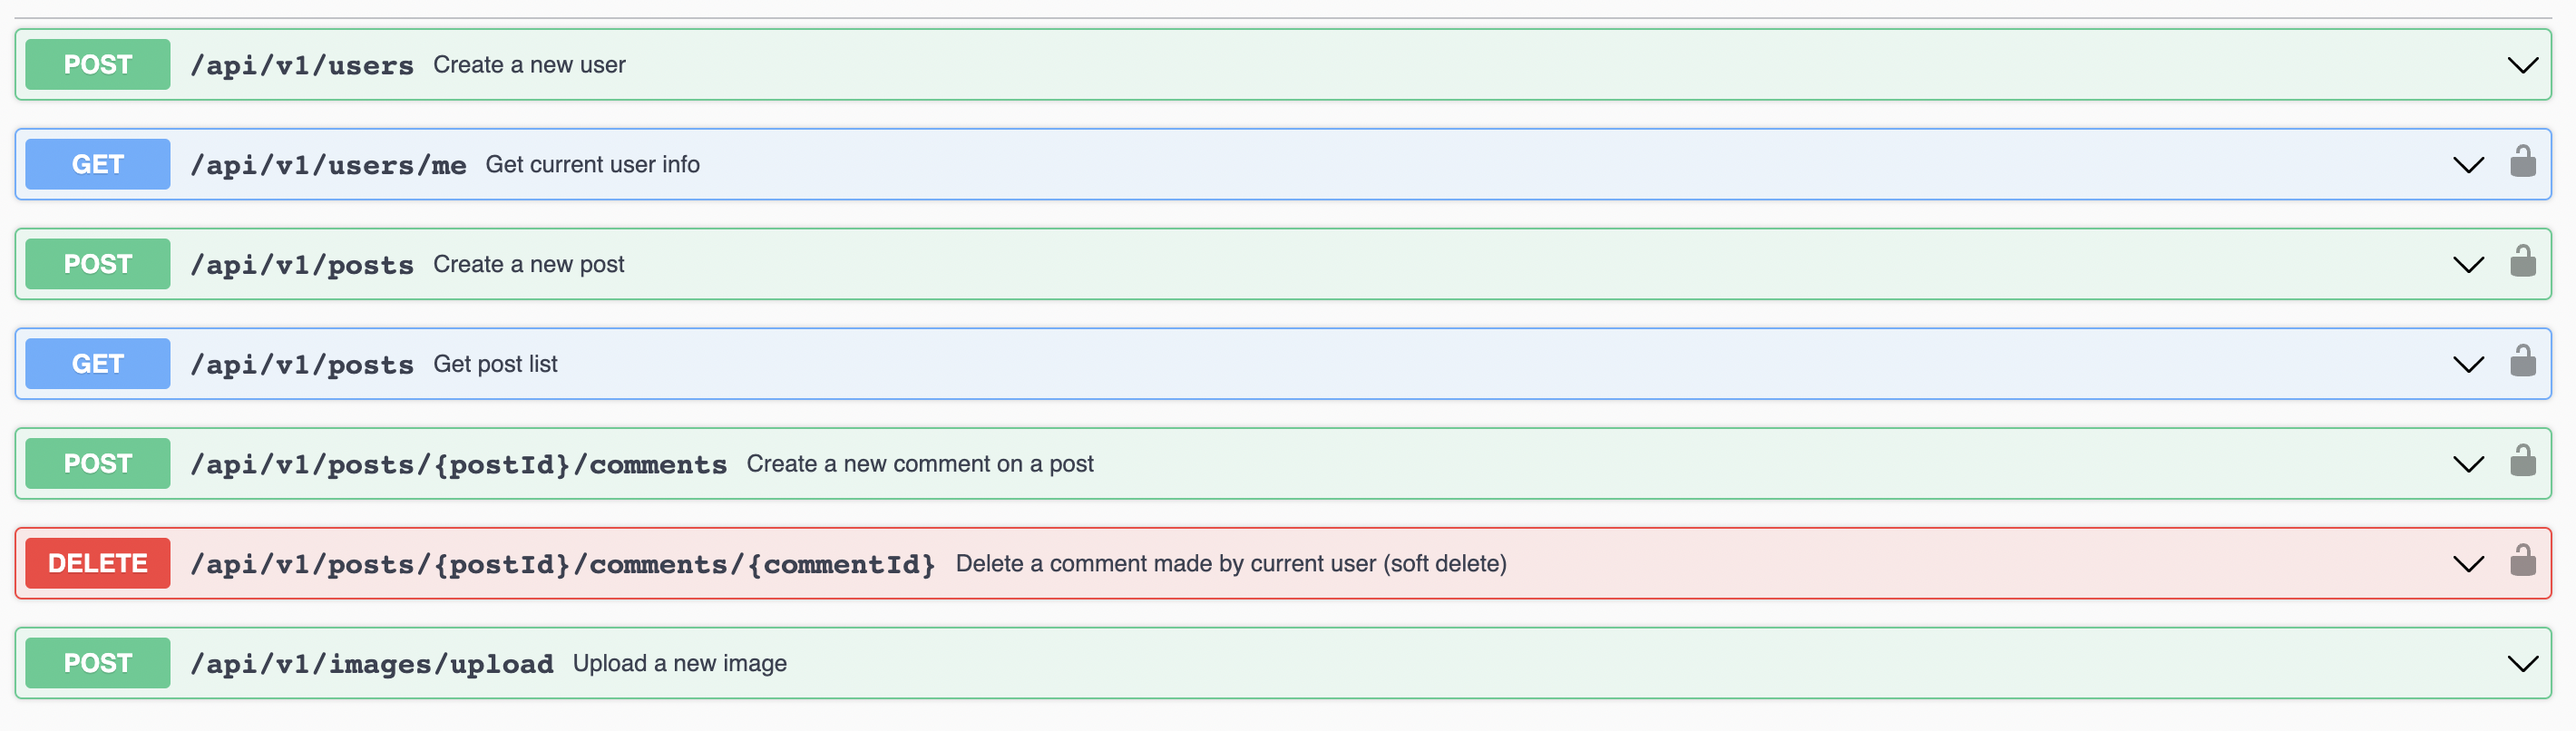 POST /api/v1/users Create a new user
GET /api/v1/users/me Get current user info
POST /api/v1/posts Create a new post
GET /api/v1/posts Get post list
POST /api/v1/posts/{postId}/comments Create a new comment on a post
DELETE /api/v1/posts/{postId}/comments/{commentId} Delete a comment made by current user (soft delete)
POST /api/v1/images/upload Upload a new image